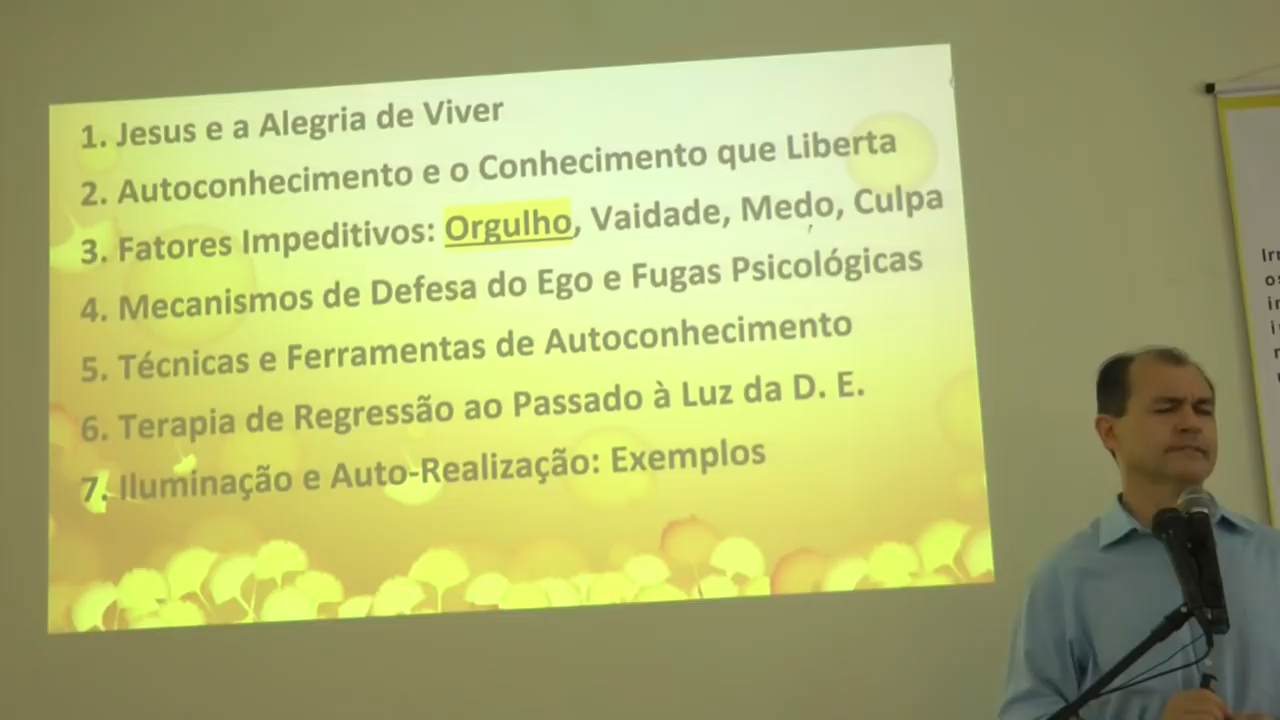 1. Jesus e a Alegria de Viver
2. Autoconhecimento e o Conhecimento que Liberta
3. Fatores Impeditivos: Orgulho, Vaidade, Medo, Culpa
4. Mecanismos de Defesa do Ego e Fugas Psicológicas
5. Técnicas e Ferramentas de Autoconhecimento
6. Terapia de Regressão ao Passado à Luz da D. E.
7. Iluminação e Auto-Realização: Exemplos